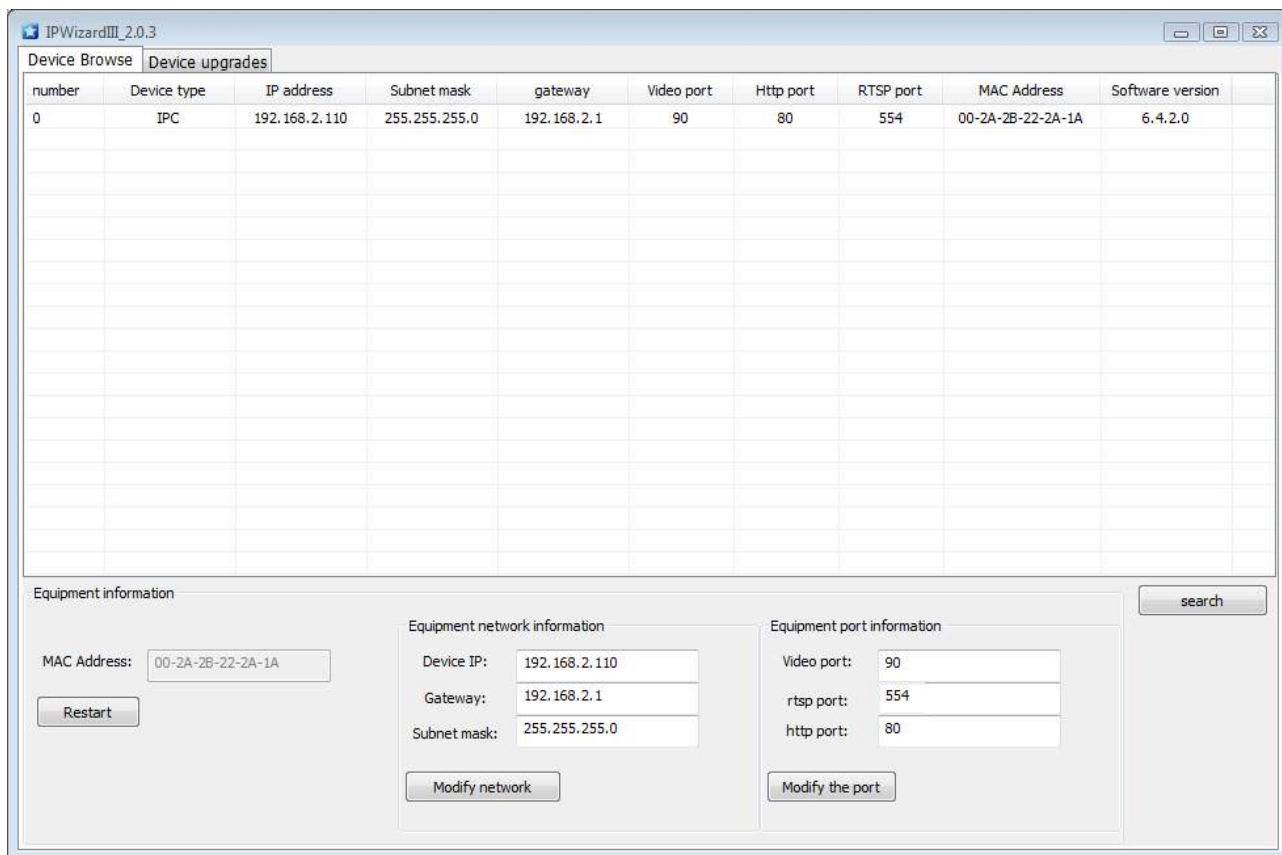 IPWizardIII_2.0.3
Device Browse Device upgrades
number Device type IP address Subnet mask gateway Video port Http port RTSP port MAC Address Software version
0 IPC 192.168.2.110 255.255.255.0 192.168.2.1 90 80 554 00-2A-2B-22-2A-1A 6.4.2.0
Equipment information
search
Equipment network information Equipment port information
MAC Address: 00-2A-2B-22-2A-1A Device IP: 192.168.2.110 Video port: 90
Gateway: 192.168.2.1 rtsp port: 554
Restart
Subnet mask: 255.255.255.0 http port: 80
Modify network Modify the port